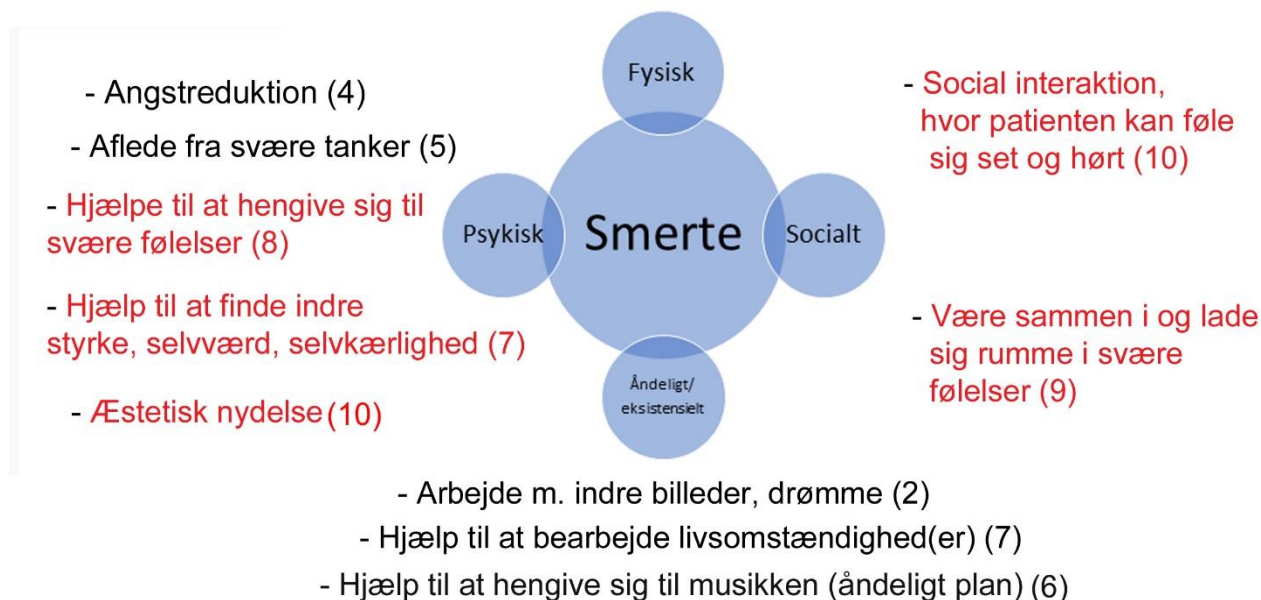 - Angstreduktion (4)
- Aflede fra svære tanker (5)
- Hjælpe til at hengive sig til
svære følelser (8)
- Hjælp til at finde indre
styrke, selvværd, selvkærlighed (7)
- Æstetisk nydelse (10)
Fysisk
Psykisk
Smerte
Socialt
Åndeligt/
eksistensielt
- Social interaktion,
hvor patienten kan føle
sig set og hørt (10)
- Være sammen i og lade
sig rumme i svære
følelser (9)
- Arbejde m. indre billeder, drømme (2)
- Hjælp til at bearbejde livsomstændighed(er) (7)
- Hjælp til at hengive sig til musikken (åndeligt plan) (6)